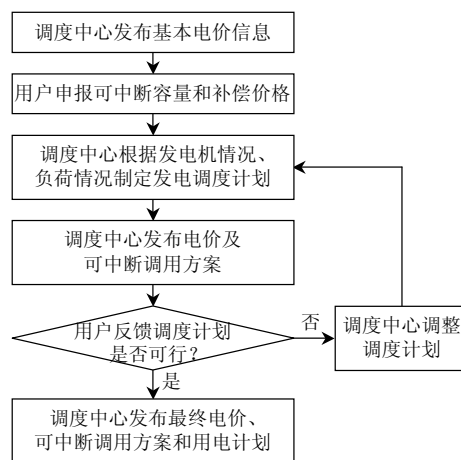 调度中心发布基本电价信息
用户申报可中断容量和补偿价格
调度中心根据发电机情况、
负荷情况制定发电调度计划
调度中心发布电价及
可中断调用方案
用户反馈调度计划
是否可行？
否
调度中心调整
调度计划
是
调度中心发布最终电价、
可中断调用方案和用电计划